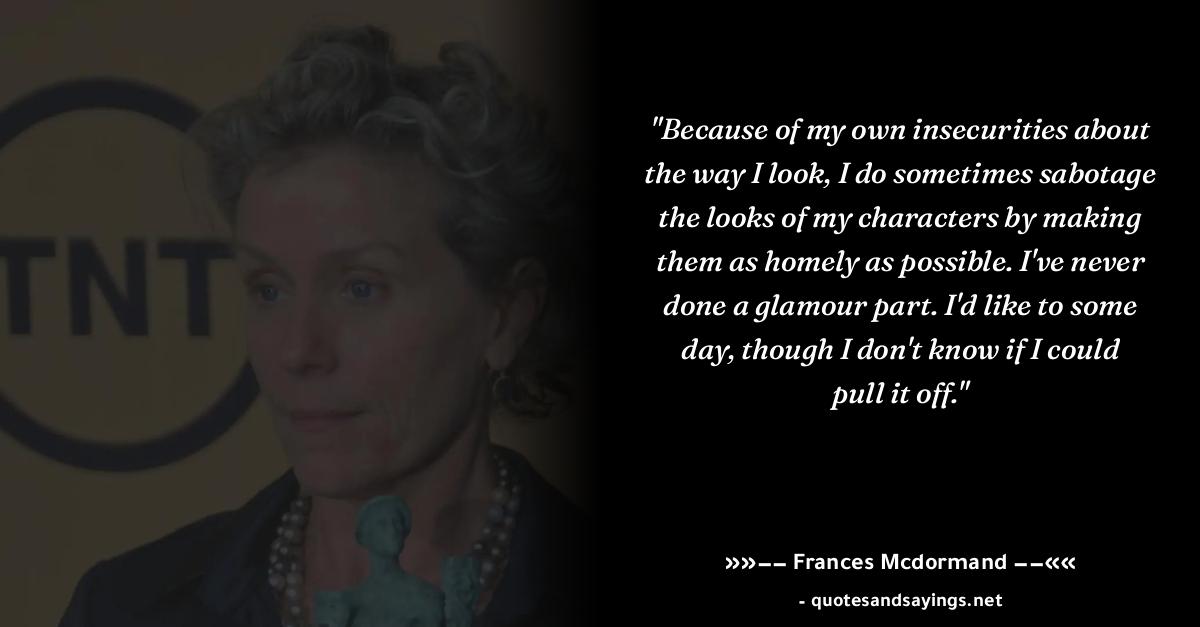 TNT
"Because of my own insecurities about
the way I look, I do sometimes sabotage
the looks of my characters by making
them as homely as possible. I've never
done a glamour part. I'd like to some
day, though I don't know if I could
pull it off."
»»−− Frances Mcdormand −−««
- quotesandsayings.net